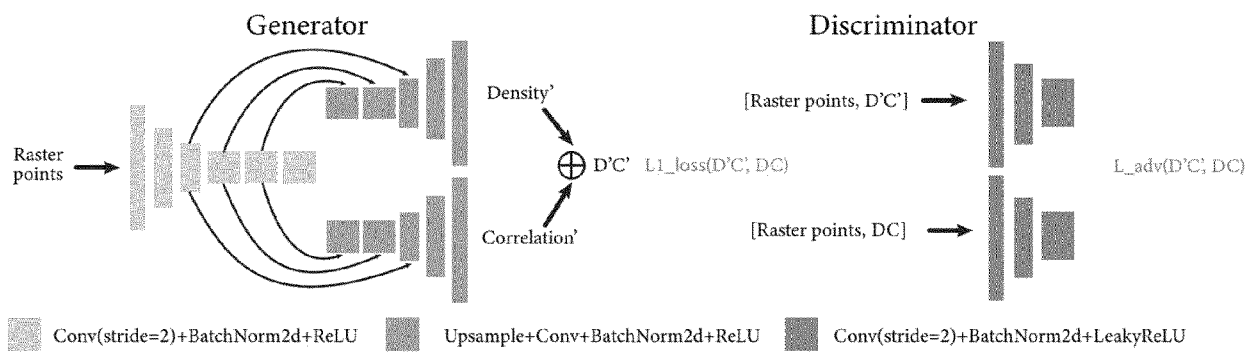 Generator
Discriminator
Raster
points
Density'
Correlation'
D'C'
L1_loss(D'C', DC)
[Raster points, D'C']
[Raster points, DC]
L_adv(D'C', DC)
Conv(stride=2)+BatchNorm2d+ReLU
Upsample+Conv+BatchNorm2d+ReLU
Conv(stride=2)+BatchNorm2d+LeakyReLU